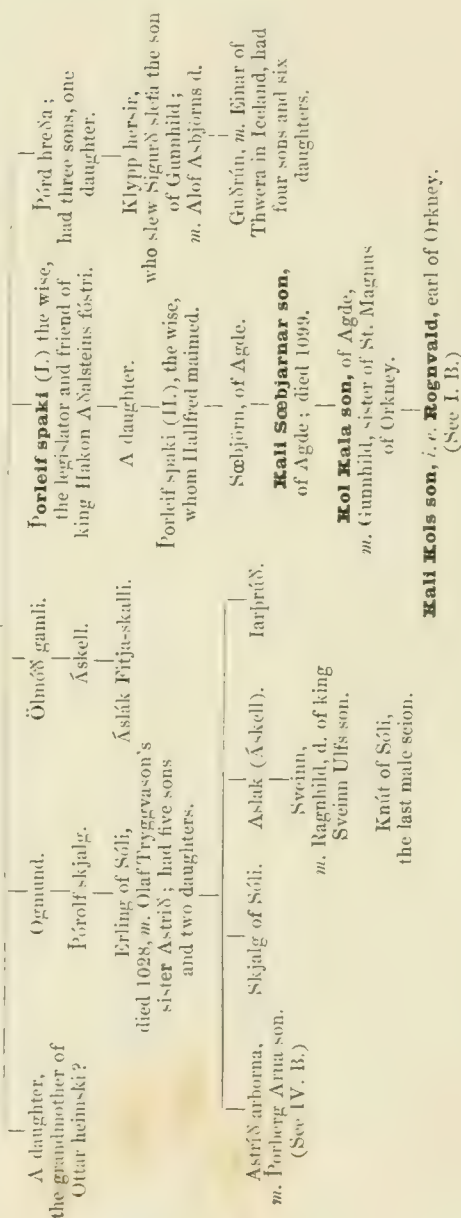 A daughter,
the grandmother of
Ottar heimski?
Ogmund.
Þórolf skjalg.
Erling of Sóli,
died 1028, m. Olaf Tryggvason's
sister Astríð; had five sons
and two daughters.
Astríð arborna,
m. Þorberg Arna son.
(See IV. B.)
Skjalg of Sóli.
Aslak (Áskell).
Sveinn,
m. Ragnhild, d. of king
Sveinn Ulfs son.
Knút of Sóli,
the last male scion.
Iarþrúð.
Ölmóð gamli.
Áskell.
Áslák Fitja-skalli.
Þorleif spaki (I.) the wise,
the legislator and friend of
king Hakon Aðalsteins fóstri.
A daughter.
Þorleif spaki (II.), the wise,
whom Hallfred maimed.
Sœbjörn, of Agde.
Kali Sœbjarnar son,
of Agde; died 1099.
Kol Kala son, of Agde,
m. Gunnhild, sister of St. Magnus
of Orkney.
Kali Kols son, i. e. Rognvald, earl of Orkney.
(See I. B.)
Þórd hreða;
had three sons, one
daughter.
Klypp hersir,
who slew Sigurð slefa the son
of Gunnhild;
m. Alof Asbjorns d.
Guðrún, m. Einar of
Thwera in Iceland, had
four sons and six
daughters.